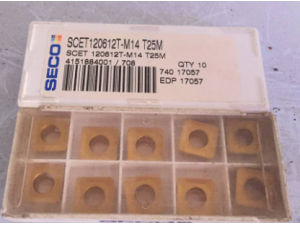 SECO
SCET120612T-M14 T25M
SCET 120612T-M14 T25M
4151884001 / 708
QTY 10
740 17057
EDP 17057